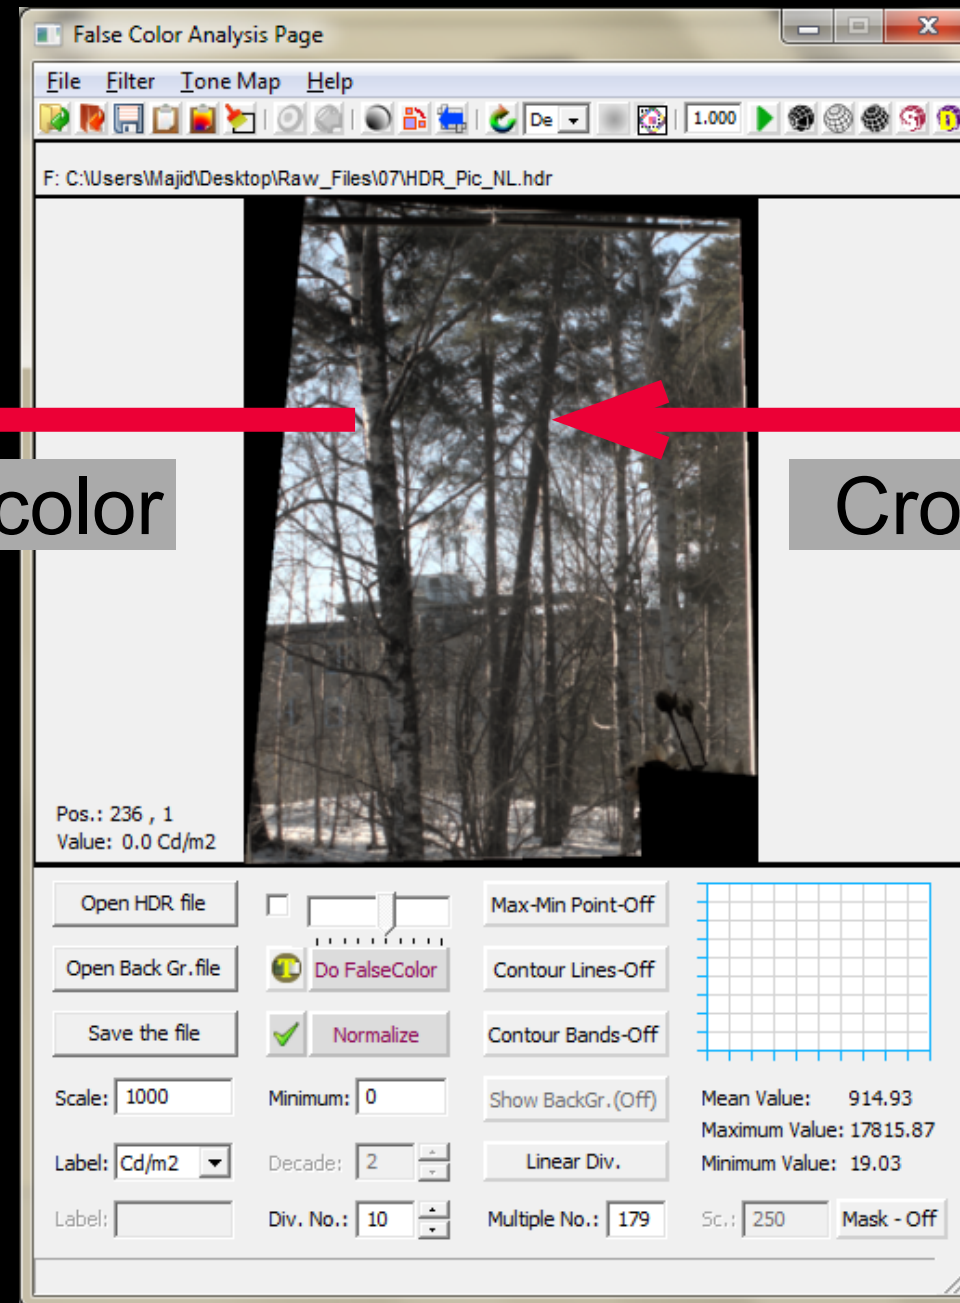 False Color Analysis Page
File Filter Tone Map Help
De 1.000
F: C:\Users\Majid\Desktop\Raw_Files\07\HDR_Pic_NL.hdr
color
Cro
Pos.: 236 , 1
Value: 0.0 Cd/m2
Open HDR file
Max-Min Point-Off
Open Back Gr.file
Do FalseColor
Contour Lines-Off
Save the file
Normalize
Contour Bands-Off
Scale: 1000
Minimum: 0
Show BackGr.(Off)
Mean Value: 914.93
Maximum Value: 17815.87
Label: Cd/m2
Decade: 2
Linear Div.
Minimum Value: 19.03
Label:
Div. No.: 10
Multiple No.: 179
Sc.: 250
Mask - Off